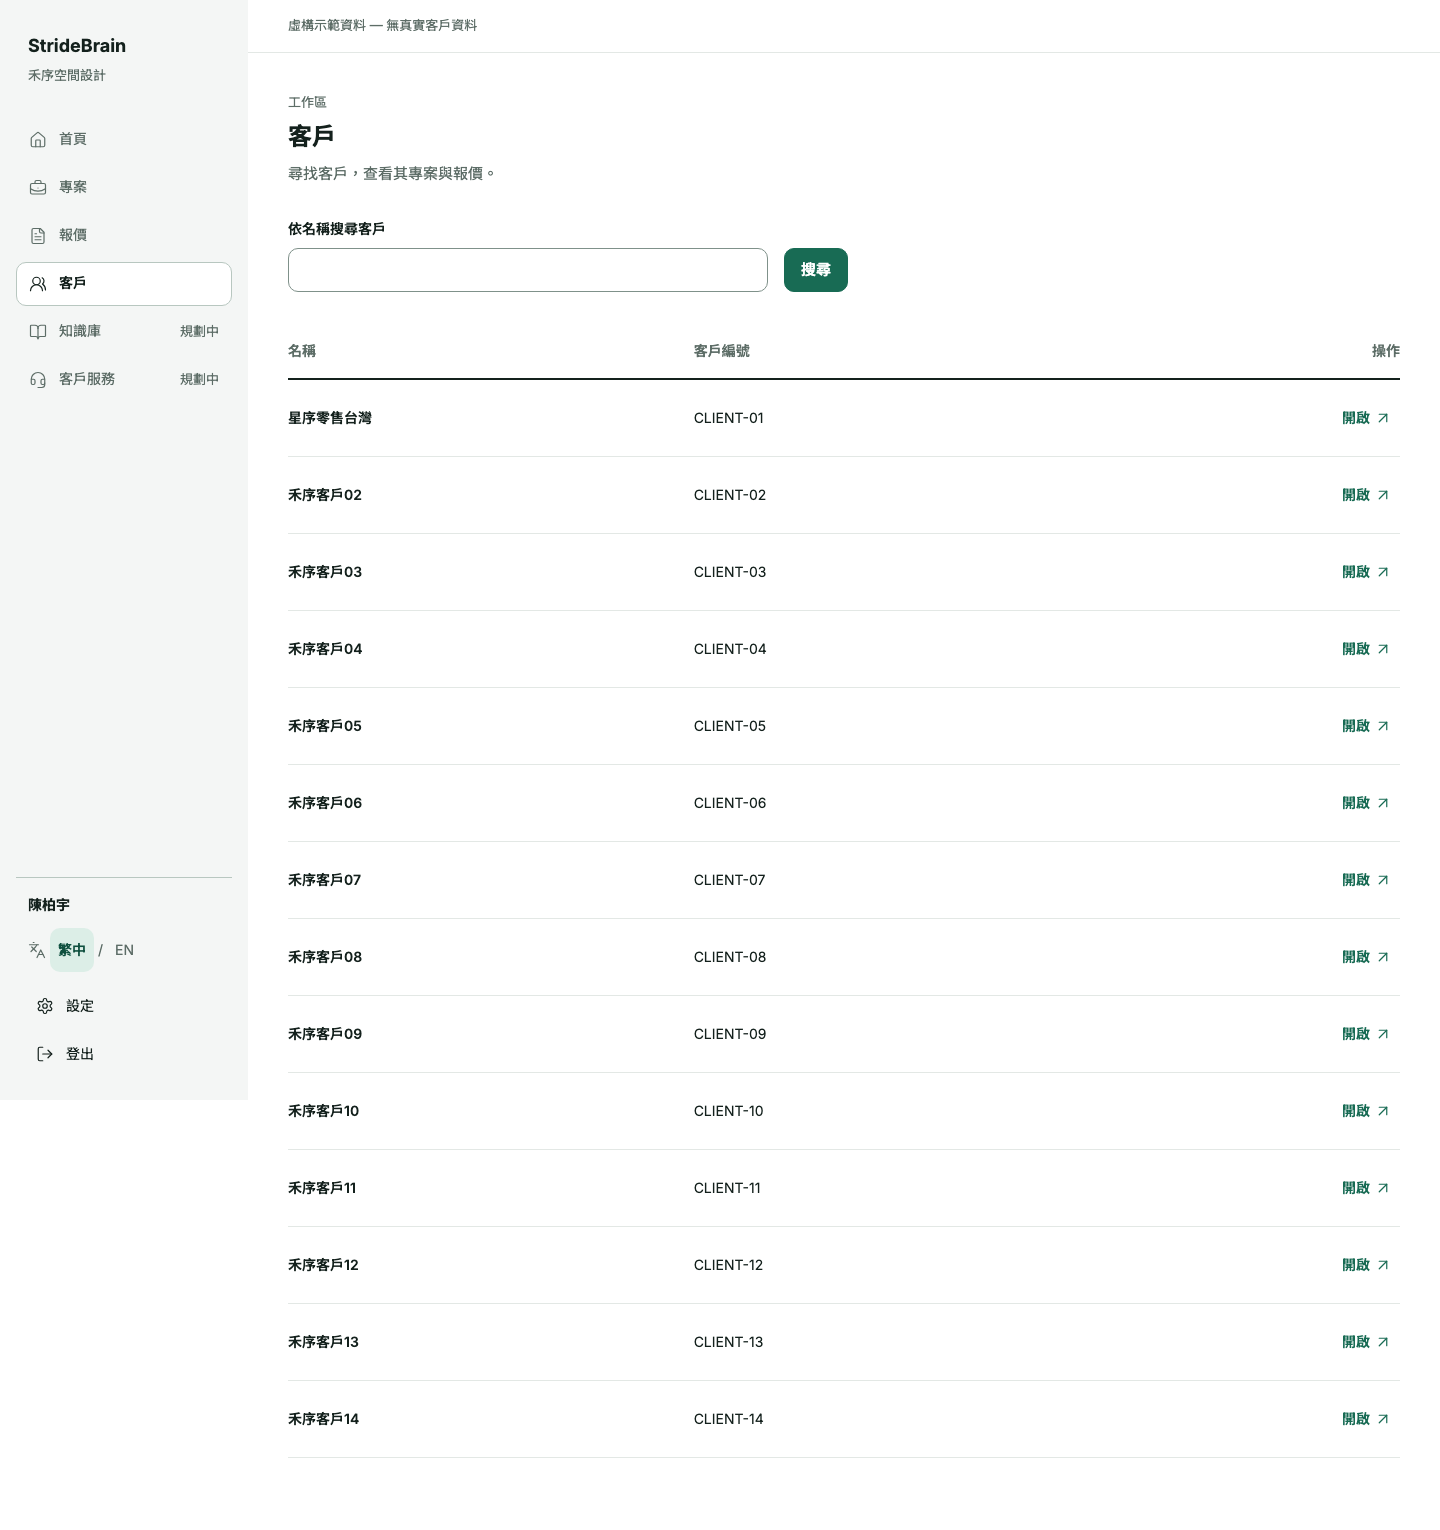 StrideBrain
禾序空間設計
首頁
專案
報價
客戶
知識庫 規劃中
客戶服務 規劃中
陳柏宇
繁中 / EN
設定
登出
虛構示範資料 — 無真實客戶資料
工作區
客戶
尋找客戶，查看其專案與報價。
依名稱搜尋客戶
搜尋
名稱 客戶編號 操作
星序零售台灣 CLIENT-01 開啟
禾序客戶02 CLIENT-02 開啟
禾序客戶03 CLIENT-03 開啟
禾序客戶04 CLIENT-04 開啟
禾序客戶05 CLIENT-05 開啟
禾序客戶06 CLIENT-06 開啟
禾序客戶07 CLIENT-07 開啟
禾序客戶08 CLIENT-08 開啟
禾序客戶09 CLIENT-09 開啟
禾序客戶10 CLIENT-10 開啟
禾序客戶11 CLIENT-11 開啟
禾序客戶12 CLIENT-12 開啟
禾序客戶13 CLIENT-13 開啟
禾序客戶14 CLIENT-14 開啟